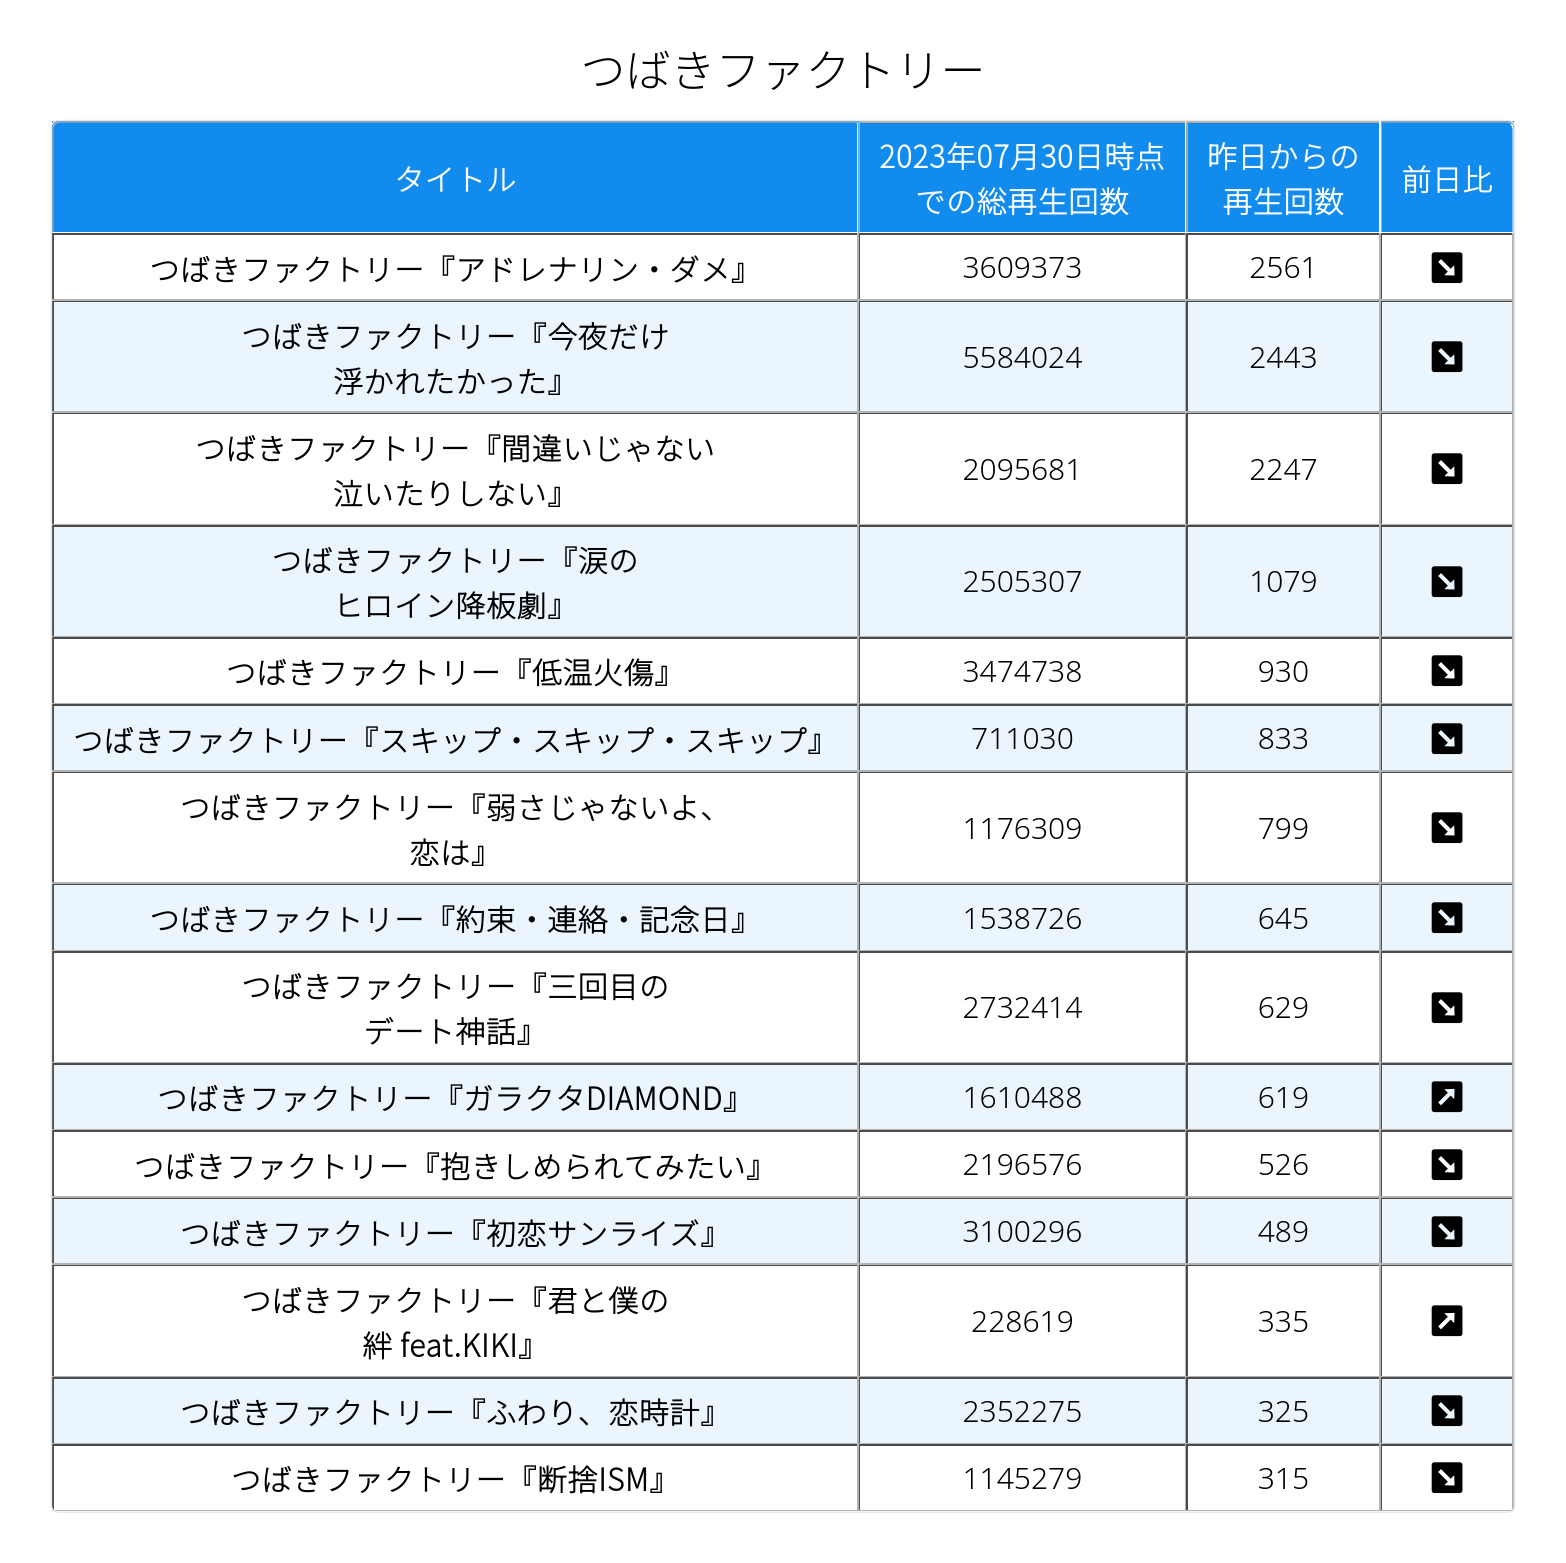 つばきファクトリー
タイトル
2023年07月30日時点
での総再生回数
昨日からの
再生回数
前日比
つばきファクトリー『アドレナリン・ダメ』
3609373
2561
つばきファクトリー『今夜だけ
浮かれたかった』
5584024
2443
つばきファクトリー『間違いじゃない
泣いたりしない』
2095681
2247
つばきファクトリー『涙の
ヒロイン降板劇』
2505307
1079
つばきファクトリー『低温火傷』
3474738
930
つばきファクトリー『スキップ・スキップ・スキップ』
711030
833
つばきファクトリー『弱さじゃないよ、
恋は』
1176309
799
つばきファクトリー『約束・連絡・記念日』
1538726
645
つばきファクトリー『三回目の
デート神話』
2732414
629
つばきファクトリー『ガラクタDIAMOND』
1610488
619
つばきファクトリー『抱きしめられてみたい』
2196576
526
つばきファクトリー『初恋サンライズ』
3100296
489
つばきファクトリー『君と僕の
絆 feat.KIKI』
228619
335
つばきファクトリー『ふわり、恋時計』
2352275
325
つばきファクトリー『断捨ISM』
1145279
315